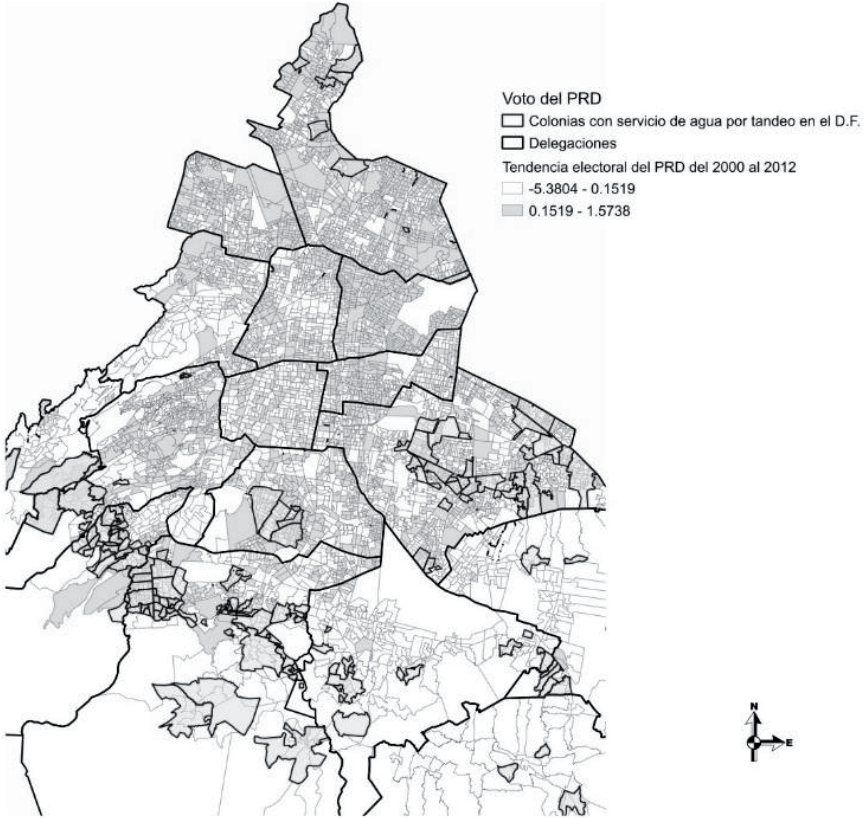 Voto del PRD
Colonias con servicio de agua por tandeo en el D.F.
Delegaciones
Tendencia electoral del PRD del 2000 al 2012
-5.3804 - 0.1519
0.1519 - 1.5738
N
E